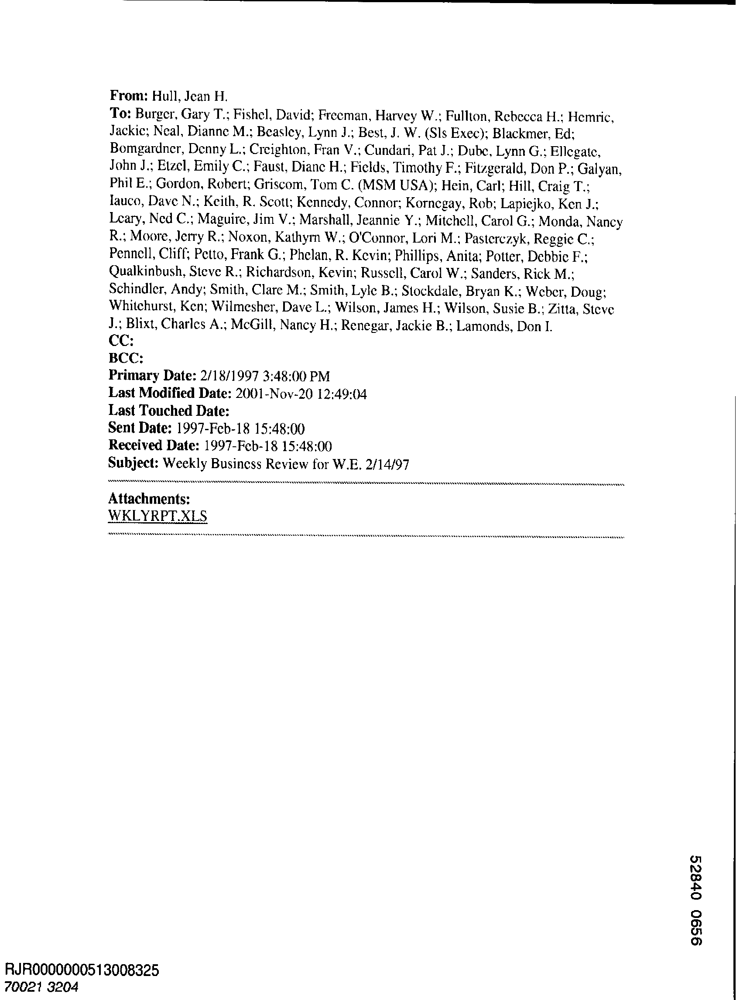 From: Hull, Jean H.
To: Burger, Gary T.; Fishel, David; Freeman, Harvey W.; Fullton, Rebecca H.; Hemric,
Jackie; Neal, Dianne M.; Beasley, Lynn J.; Best, J. W. (Sls Exec); Blackmer, Ed;
Bomgardner, Denny L.; Creighton, Fran V.; Cundari, Pat J.; Dube, Lynn G.; Ellegate,
John J.; Etzel, Emily C.; Faust, Diane H.; Fields, Timothy F.; Fitzgerald, Don P.; Galyan,
Phil E.; Gordon, Robert; Griscom, Tom C. (MSM USA); Hein, Carl; Hill, Craig T.;
Iauco, Dave N.; Keith, R. Scott; Kennedy, Connor; Kornegay, Rob; Lapiejko, Ken J.;
Leary, Ned C.; Maguire, Jim V.; Marshall, Jeannie Y.; Mitchell, Carol G.; Monda, Nancy
R.; Moore, Jerry R.; Noxon, Kathym W.; O'Connor, Lori M.; Pasterczyk, Reggie C.;
Pennell, Cliff; Petto, Frank G.; Phelan, R. Kevin; Phillips, Anita; Potter, Debbie F.;
Qualkinbush, Steve R.; Richardson, Kevin; Russell, Carol W.; Sanders, Rick M.;
Schindler, Andy; Smith, Clare M.; Smith, Lyle B.; Stockdale, Bryan K.; Weber, Doug;
Whitehurst, Ken; Wilmesher, Dave L.; Wilson, James H.; Wilson, Susie B.; Zitta, Steve
J.; Blixt, Charles A.; McGill, Nancy H.; Renegar, Jackie B.; Lamonds, Don I.
CC:
BCC:
Primary Date: 2/18/1997 3:48:00 PM
Last Modified Date: 2001-Nov-20 12:49:04
Last Touched Date:
Sent Date: 1997-Feb-18 15:48:00
Received Date: 1997-Feb-18 15:48:00
Subject: Weekly Business Review for W.E. 2/14/97
Attachments:
WKLYRPT.XLS
52840 0656
RJR0000000513008325
70021 3204